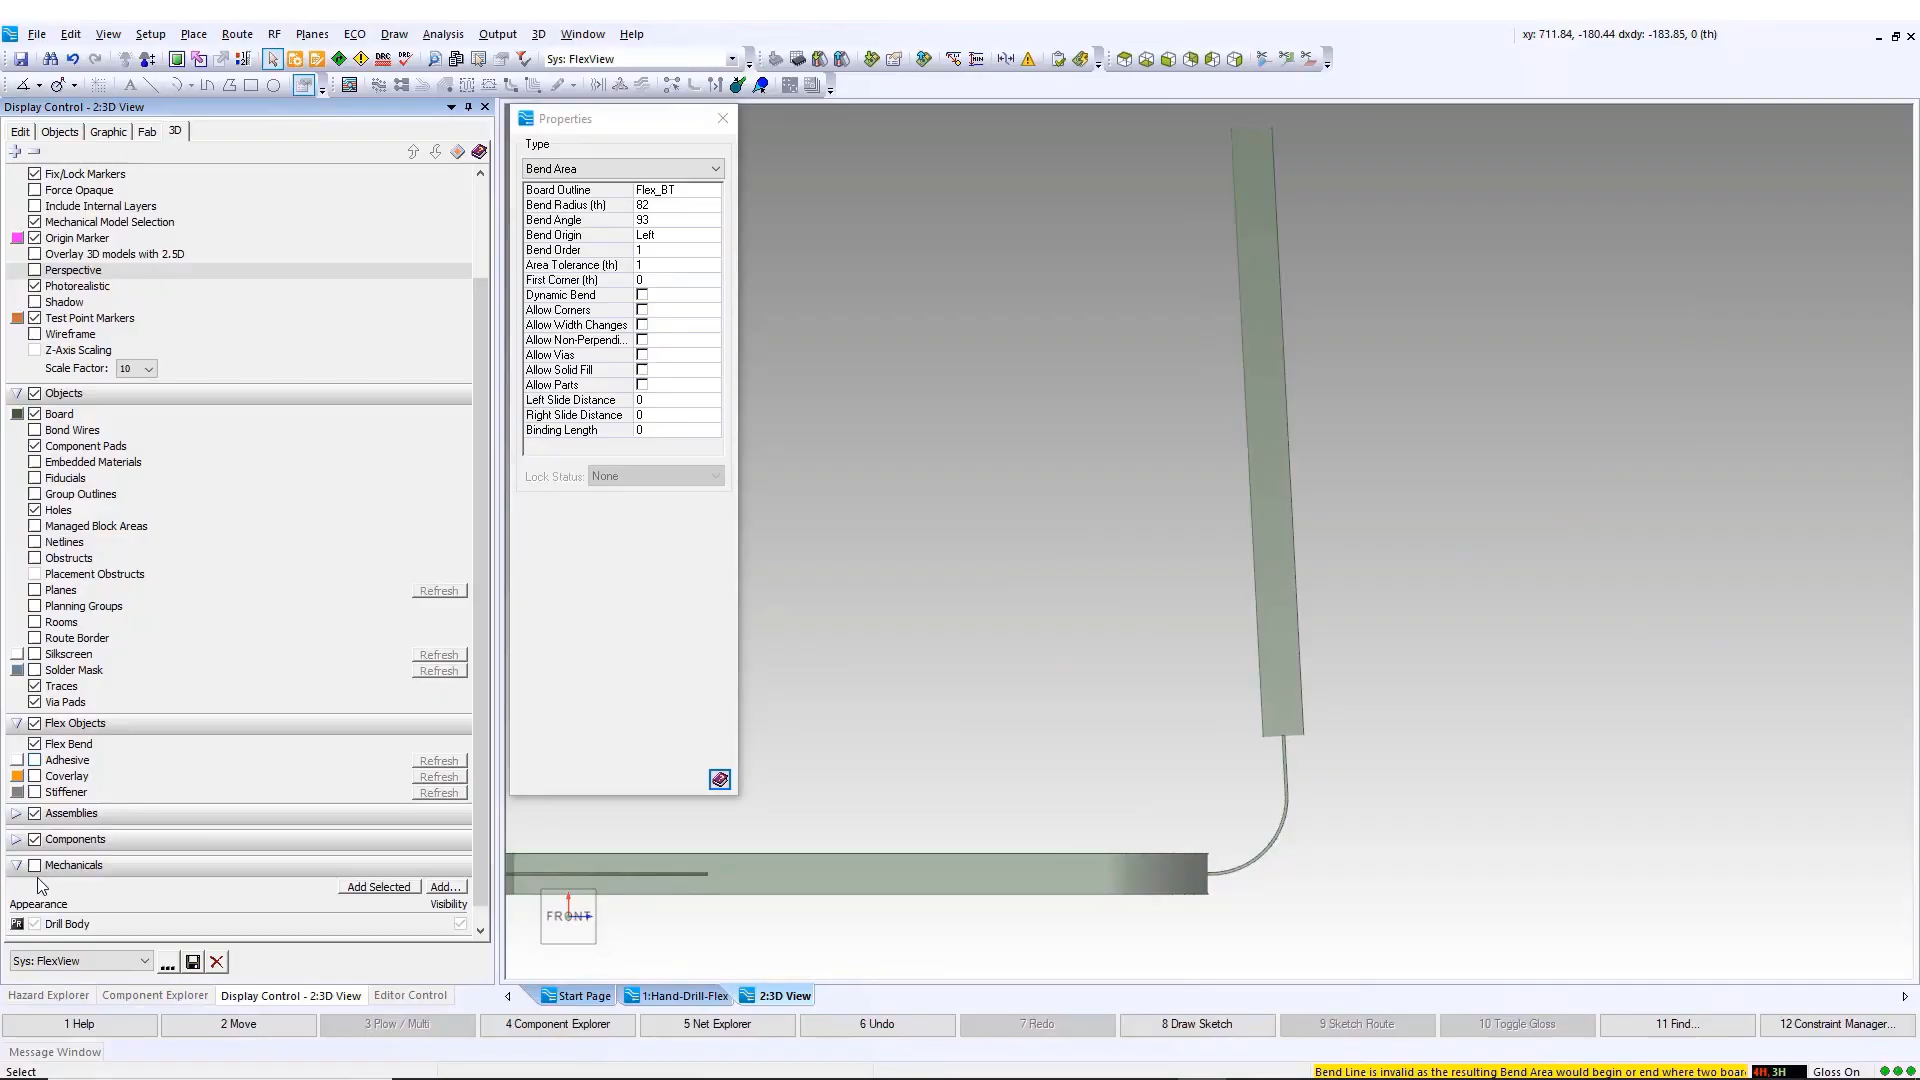 File Edit View Setup Place Route RF Planes ECO Draw Analysis Output 3D Window Help
xy: 711.84, -180.44 dxdy: -183.85, 0 (th)
Sys: FlexView
Display Control - 2:3D View
Edit Objects Graphic Fab 3D
Fix/Lock Markers
Force Opaque
Include Internal Layers
Mechanical Model Selection
Origin Marker
Overlay 3D models with 2.5D
Perspective
Photorealistic
Shadow
Test Point Markers
Wireframe
Z-Axis Scaling
Scale Factor: 10
Objects
Board
Bond Wires
Component Pads
Embedded Materials
Fiducials
Group Outlines
Holes
Managed Block Areas
Netlines
Obstructs
Placement Obstructs
Planes Refresh
Planning Groups
Rooms
Route Border
Silkscreen Refresh
Solder Mask Refresh
Traces
Via Pads
Flex Objects
Flex Bend
Adhesive Refresh
Coverlay Refresh
Stiffener Refresh
Assemblies
Components
Mechanicals
Add Selected Add...
Appearance Visibility
Drill Body
Sys: FlexView ...
Properties
Type
Bend Area
Board Outline Flex_BT
Bend Radius (th) 82
Bend Angle 93
Bend Origin Left
Bend Order 1
Area Tolerance (th) 1
First Corner (th) 0
Dynamic Bend
Allow Corners
Allow Width Changes
Allow Non-Perpendi...
Allow Vias
Allow Solid Fill
Allow Parts
Left Slide Distance 0
Right Slide Distance 0
Binding Length 0
Lock Status: None
FRONT
Hazard Explorer Component Explorer Display Control - 2:3D View Editor Control
Start Page 1:Hand-Drill-Flex 2:3D View
1 Help 2 Move 3 Plow / Multi 4 Component Explorer 5 Net Explorer 6 Undo 7 Redo 8 Draw Sketch 9 Sketch Route 10 Toggle Gloss 11 Find... 12 Constraint Manager...
Message Window
Select
Bend Line is invalid as the resulting Bend Area would begin or end where two boar 4H, 3H Gloss On